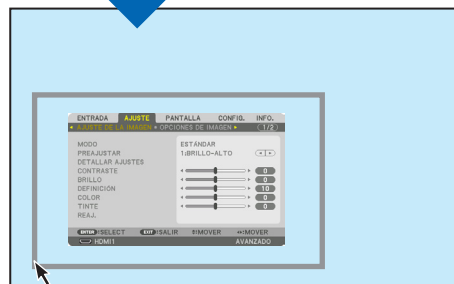 ENTRADA AJUSTE PANTALLA CONFIG. INFO.
AJUSTE DE LA IMAGEN OPCIONES DE IMAGEN 1/2
MODO ESTÁNDAR
PREAJUSTAR 1:BRILLO-ALTO
DETALLAR AJUSTES
CONTRASTE 0
BRILLO 0
DEFINICIÓN 10
COLOR 0
TINTE 0
REAJ.
ENTER :SELECT EXIT :SALIR :MOVER :MOVER
HDMI1 AVANZADO